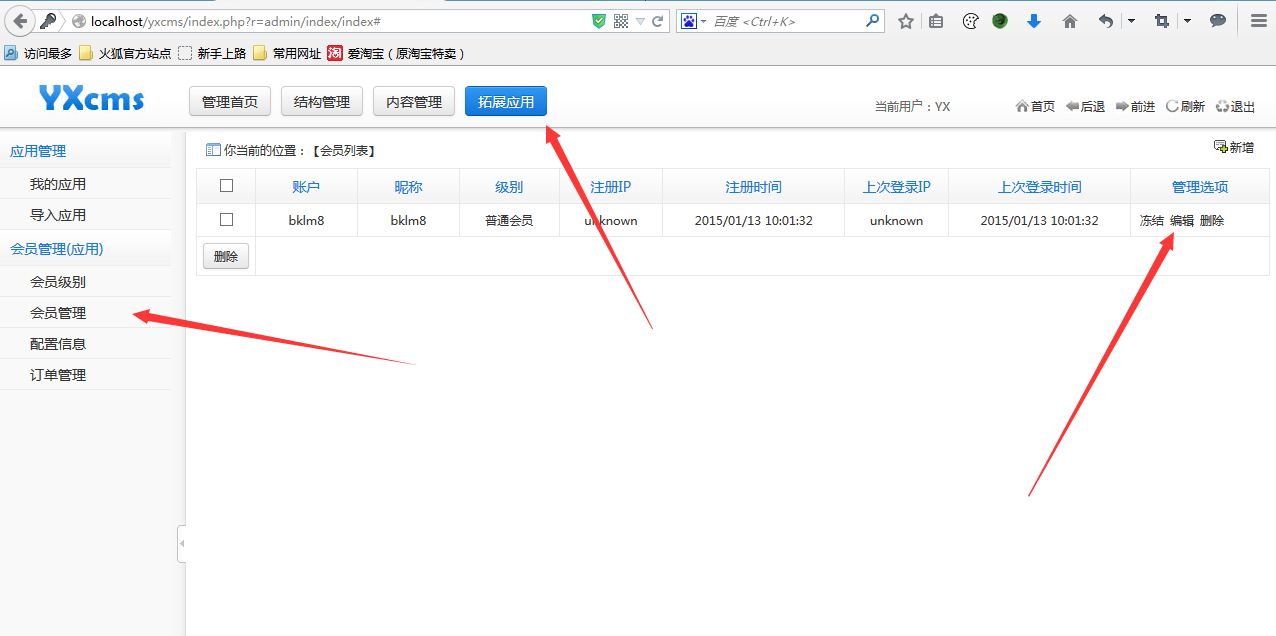 localhost/yxcms/index.php?r=admin/index/index#
百度 <Ctrl+K>
访问最多 火狐官方站点 新手上路 常用网址 淘 爱淘宝（原淘宝特卖）
YXcms 管理首页 结构管理 内容管理 拓展应用 当前用户：YX 首页 后退 前进 刷新 退出
应用管理
我的应用
导入应用
会员管理(应用)
会员级别
会员管理
配置信息
订单管理
你当前的位置：【会员列表】 新增
账户 昵称 级别 注册IP 注册时间 上次登录IP 上次登录时间 管理选项
bklm8 bklm8 普通会员 unknown 2015/01/13 10:01:32 unknown 2015/01/13 10:01:32 冻结 编辑 删除
删除